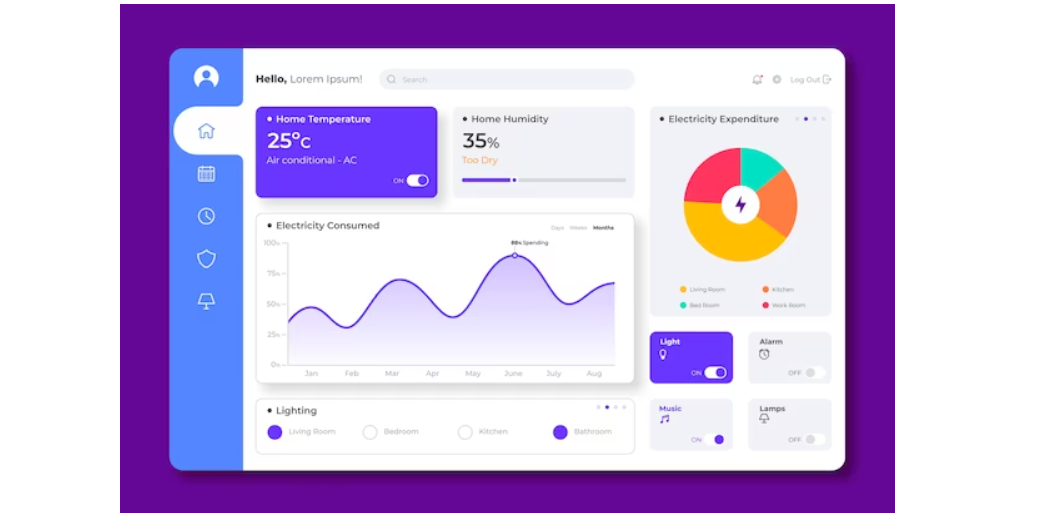 Hello, Lorem Ipsum!
Search
Log Out
Home Temperature
25°C
Air conditional - AC
ON
Home Humidity
35%
Too Dry
Electricity Expenditure
Living Room
Kitchen
Bed Room
Work Room
Electricity Consumed
Days Weeks Months
88% Spending
100%
75%
50%
25%
0%
Jan Feb Mar Apr May June July Aug
Light
ON
Alarm
OFF
Lighting
Living Room
Bedroom
Kitchen
Bathroom
Music
ON
Lamps
OFF